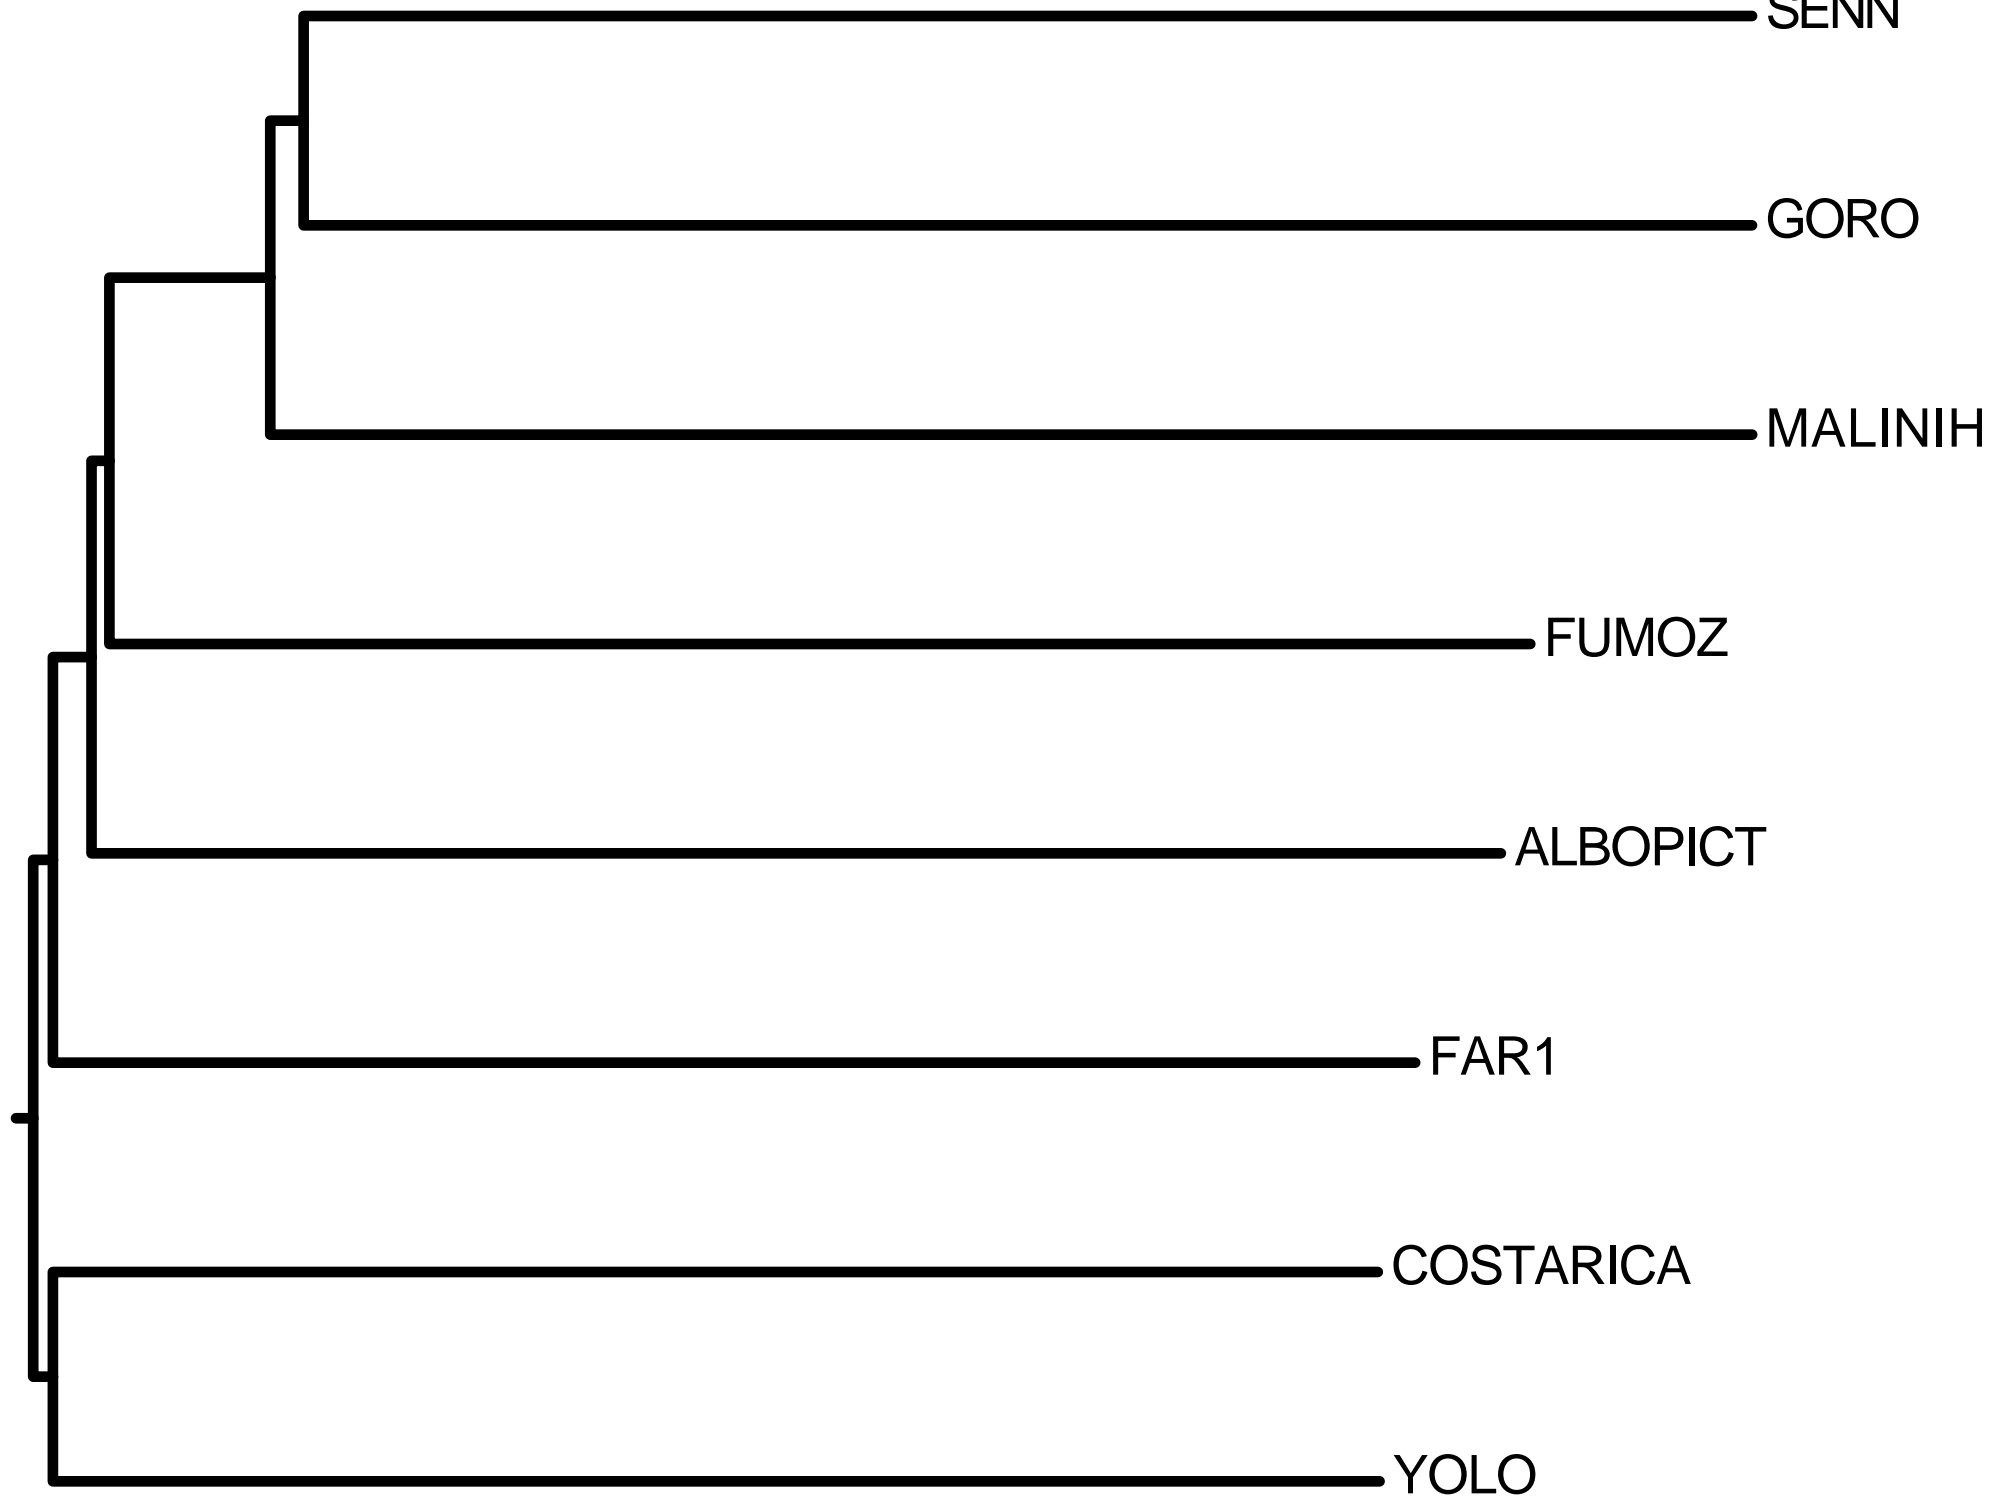 SENN
GORO
MALINIH
FUMOZ
ALBOPICT
FAR1
COSTARICA
YOLO